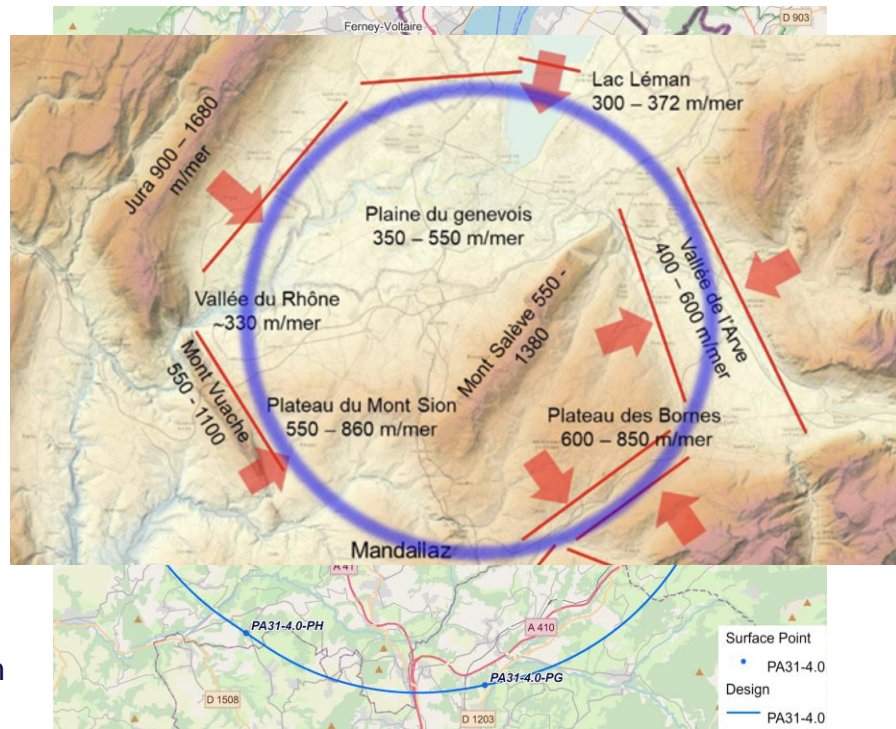 Ferney-Voltaire
D 903
Lac Léman
300 – 372 m/mer
Jura 900 – 1680
m/mer
Plaine du genevois
350 – 550 m/mer
Vallée de l'Arve
400 – 600 m/mer
Vallée du Rhône
~330 m/mer
Mont Salève 550 -
1380
Mont Vuache
550 - 1100
Plateau du Mont Sion
550 – 860 m/mer
Plateau des Bornes
600 – 850 m/mer
Mandallaz
A 41
PA31-4.0-PH
A 410
n
PA31-4.0-PG
D 1508
D 1203
Surface Point
PA31-4.0
Design
PA31-4.0